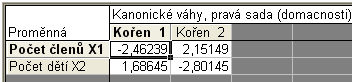 Kanonické váhy, pravá sada (domacnosti)
Proměnná Kořen 1 Kořen 2
Počet členů X1 -2,46239 2,15149
Počet dětí X2 1,68645 -2,80145